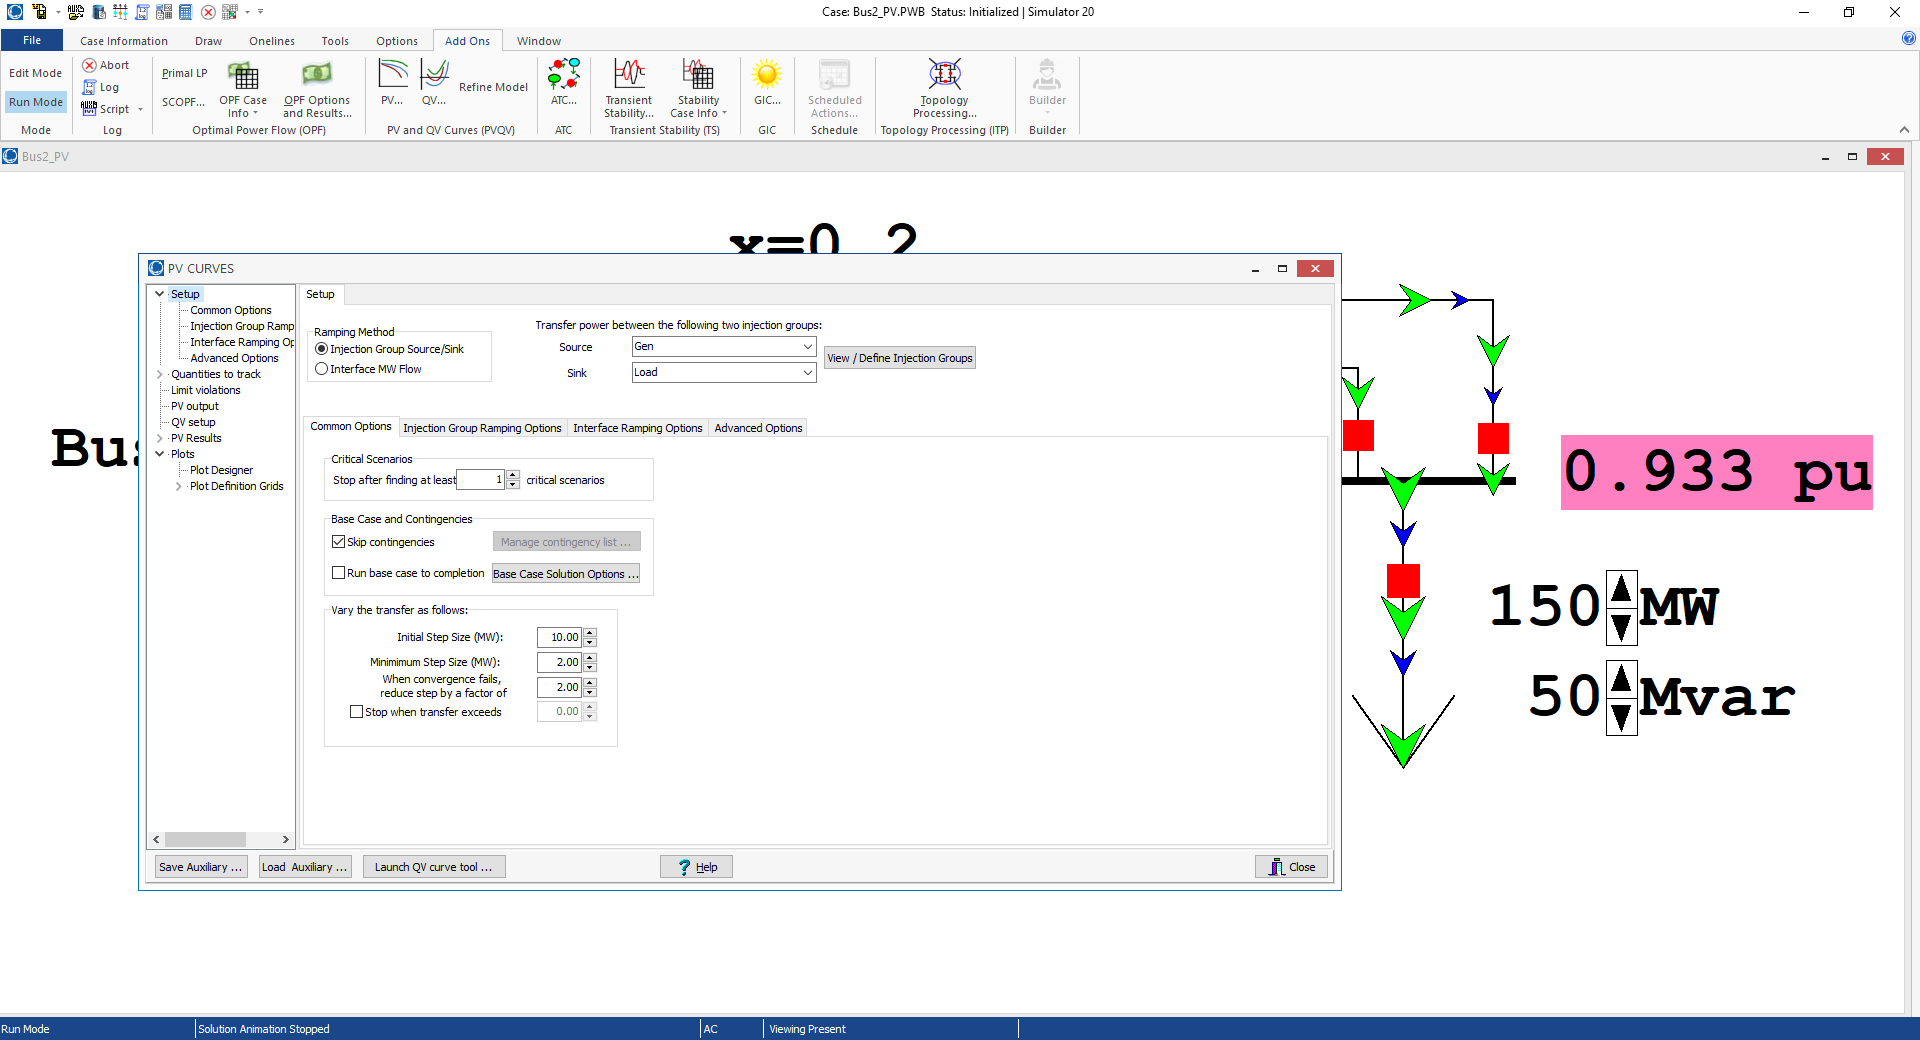 Case: Bus2_PV.PWB  Status: Initialized | Simulator 20
File Case Information Draw Onelines Tools Options Add Ons Window
Edit Mode
Run Mode
Mode
Abort
Log
Script
Log
Primal LP
SCOPF...
OPF Case
Info
OPF Options
and Results...
Optimal Power Flow (OPF)
PV...
QV...
Refine Model
PV and QV Curves (PVQV)
ATC...
ATC
Transient
Stability...
Stability
Case Info
Transient Stability (TS)
GIC...
GIC
Scheduled
Actions...
Schedule
Topology
Processing...
Topology Processing (ITP)
Builder
Builder
Bus2_PV
x=0.2
PV CURVES
Setup
Common Options
Injection Group Ramp
Interface Ramping Op
Advanced Options
Quantities to track
Limit violations
PV output
QV setup
PV Results
Plots
Plot Designer
Plot Definition Grids
Setup
Ramping Method
Injection Group Source/Sink
Interface MW Flow
Transfer power between the following two injection groups:
Source Gen
Sink Load
View / Define Injection Groups
Common Options Injection Group Ramping Options Interface Ramping Options Advanced Options
Critical Scenarios
Stop after finding at least 1 critical scenarios
Base Case and Contingencies
Skip contingencies Manage contingency list ...
Run base case to completion Base Case Solution Options ...
Vary the transfer as follows:
Initial Step Size (MW): 10.00
Minimimum Step Size (MW): 2.00
When convergence fails,
reduce step by a factor of 2.00
Stop when transfer exceeds 0.00
Save Auxiliary ... Load Auxiliary ... Launch QV curve tool ... Help Close
Bus
0.933 pu
150 MW
50 Mvar
Run Mode Solution Animation Stopped AC Viewing Present